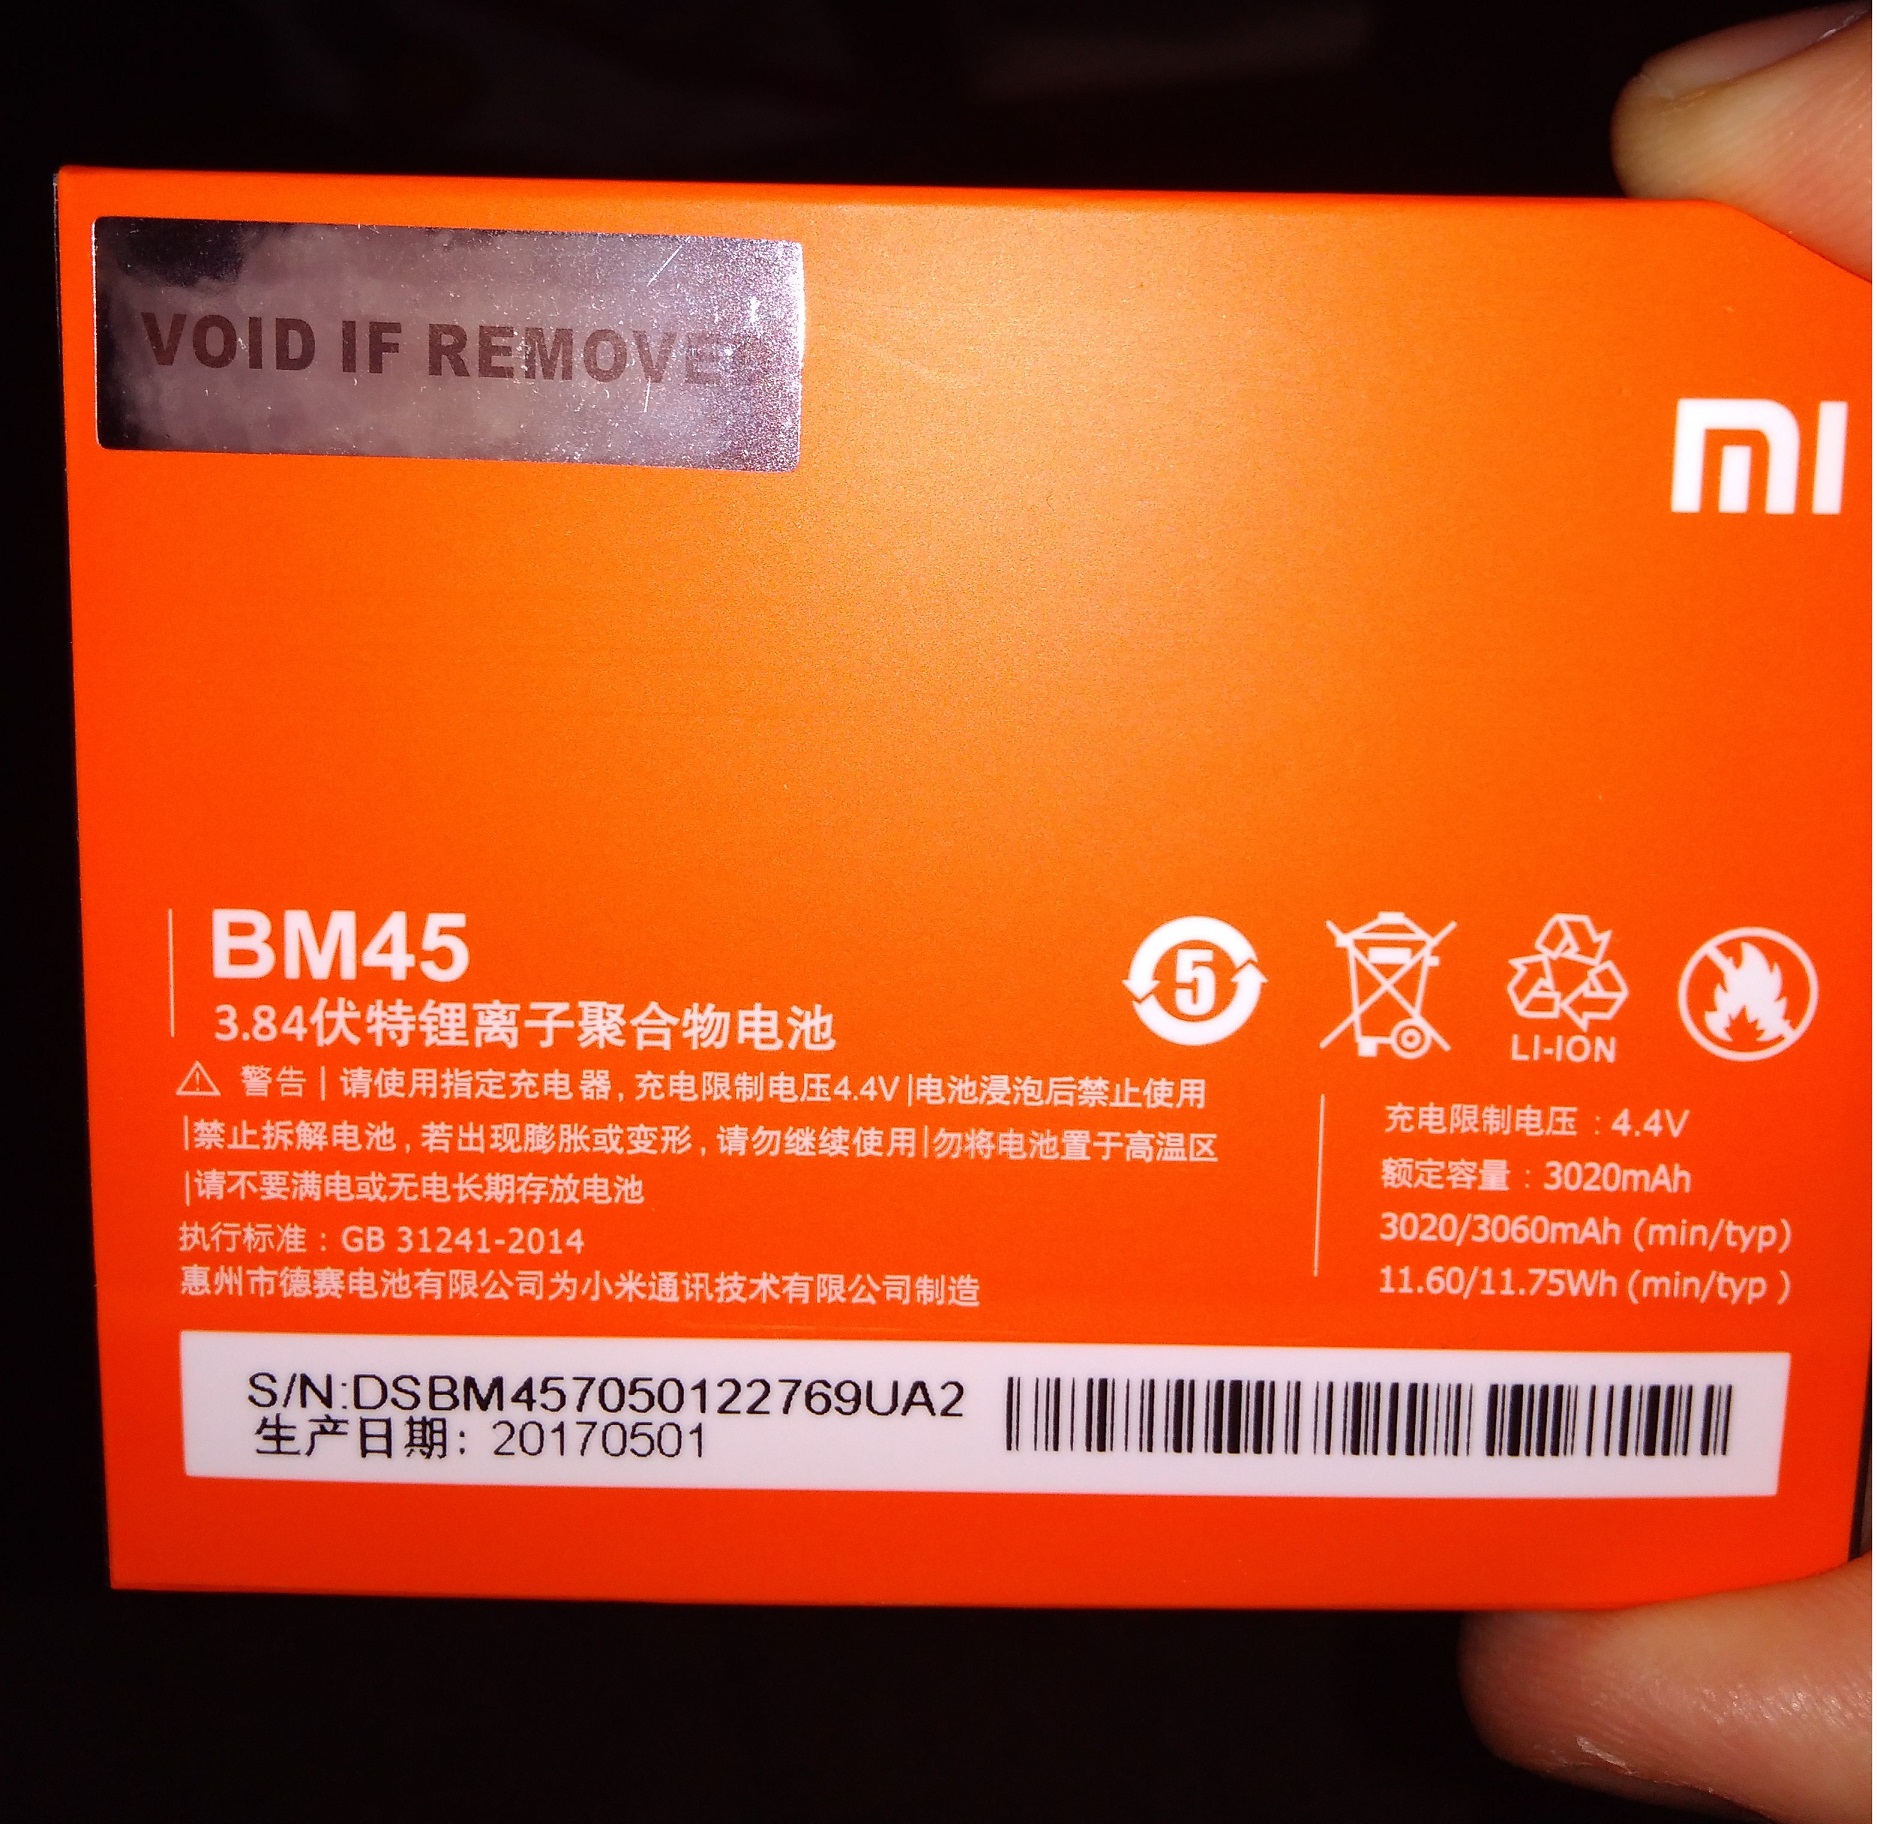 VOID IF REMOVE
mi
BM45
3.84伏特锂离子聚合物电池
5
LI-ION
警告|请使用指定充电器,充电限制电压4.4V|电池浸泡后禁止使用
|禁止拆解电池,若出现膨胀或变形,请勿继续使用|勿将电池置于高温区
|请不要满电或无电长期存放电池
执行标准：GB 31241-2014
惠州市德赛电池有限公司为小米通讯技术有限公司制造
充电限制电压：4.4V
额定容量：3020mAh
3020/3060mAh (min/typ)
11.60/11.75Wh (min/typ )
S/N:DSBM457050122769UA2
生产日期: 20170501